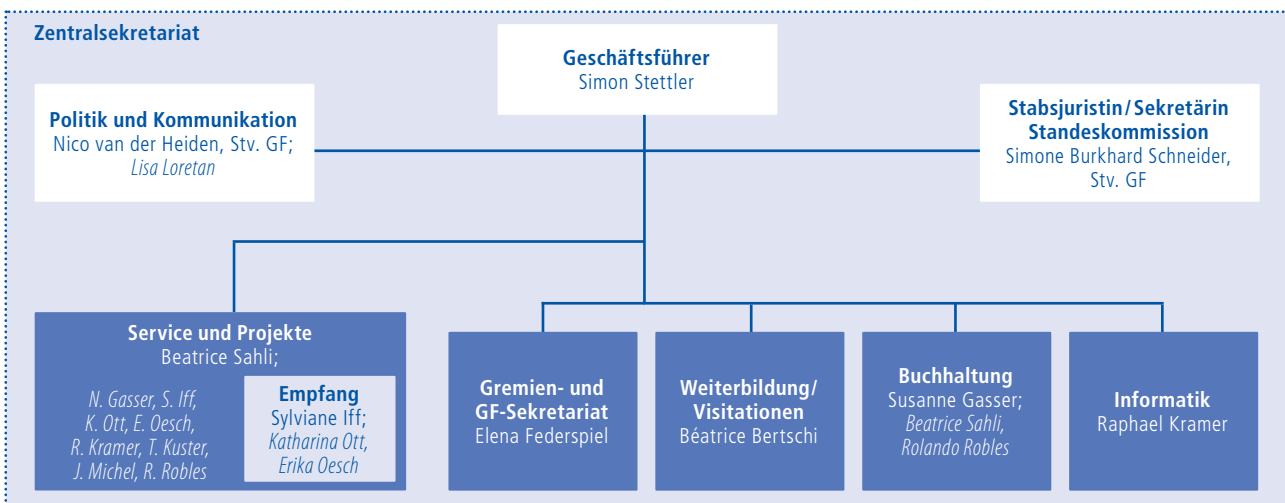 Zentralsekretariat
Geschäftsführer
Simon Stettler
Politik und Kommunikation
Nico van der Heiden, Stv. GF;
Lisa Loretan
Stabsjuristin/Sekretärin
Standeskommission
Simone Burkhard Schneider,
Stv. GF
Service und Projekte
Beatrice Sahli;
N. Gasser, S. Iff,
K. Ott, E. Oesch,
R. Kramer, T. Kuster,
J. Michel, R. Robles
Empfang
Sylviane Iff;
Katharina Ott,
Erika Oesch
Gremien- und
GF-Sekretariat
Elena Federspiel
Weiterbildung/
Visitationen
Béatrice Bertschi
Buchhaltung
Susanne Gasser;
Beatrice Sahli,
Rolando Robles
Informatik
Raphael Kramer